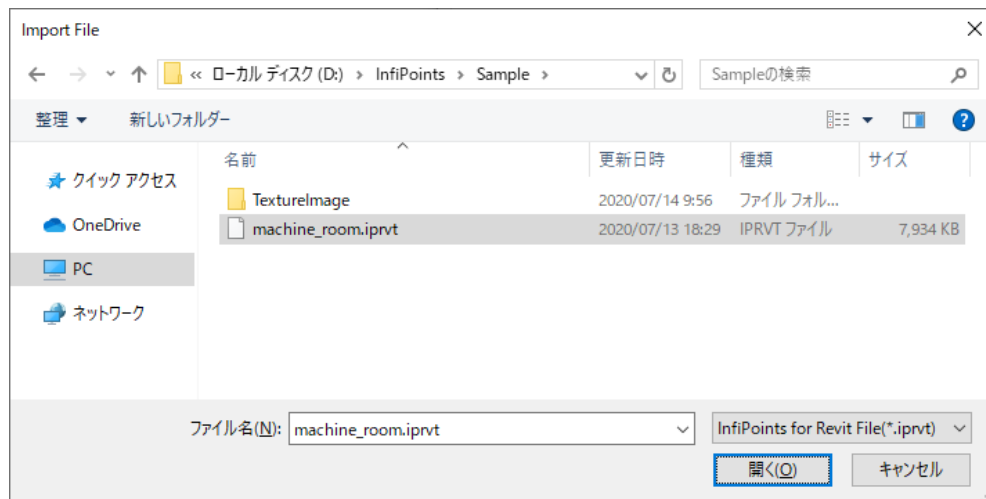 Import File
« ローカル ディスク (D:) › InfiPoints › Sample ›
Sampleの検索
整理 新しいフォルダー
名前 更新日時 種類 サイズ
クイック アクセス
OneDrive
PC
ネットワーク
TextureImage 2020/07/14 9:56 ファイル フォル...
machine_room.iprvt 2020/07/13 18:29 IPRVT ファイル 7,934 KB
ファイル名(N): machine_room.iprvt InfiPoints for Revit File(*.iprvt)
開く(O) キャンセル